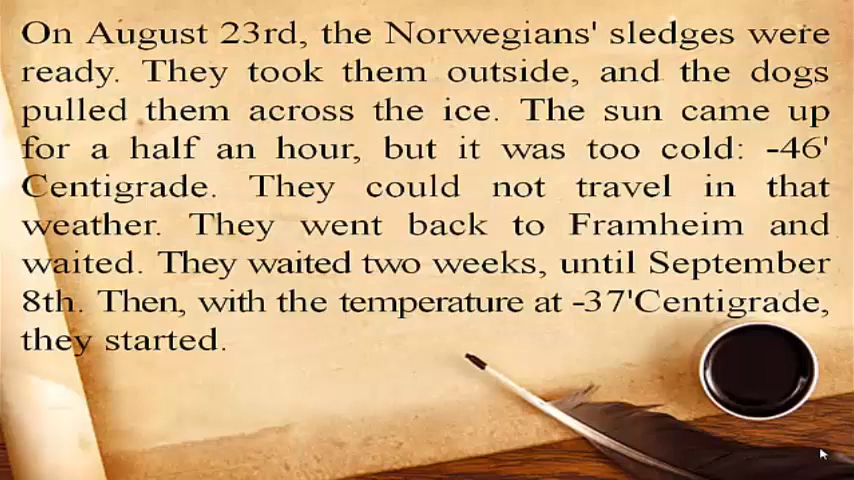 On August 23rd, the Norwegians' sledges were
ready. They took them outside, and the dogs
pulled them across the ice. The sun came up
for a half an hour, but it was too cold: -46'
Centigrade. They could not travel in that
weather. They went back to Framheim and
waited. They waited two weeks, until September
8th. Then, with the temperature at -37'Centigrade,
they started.